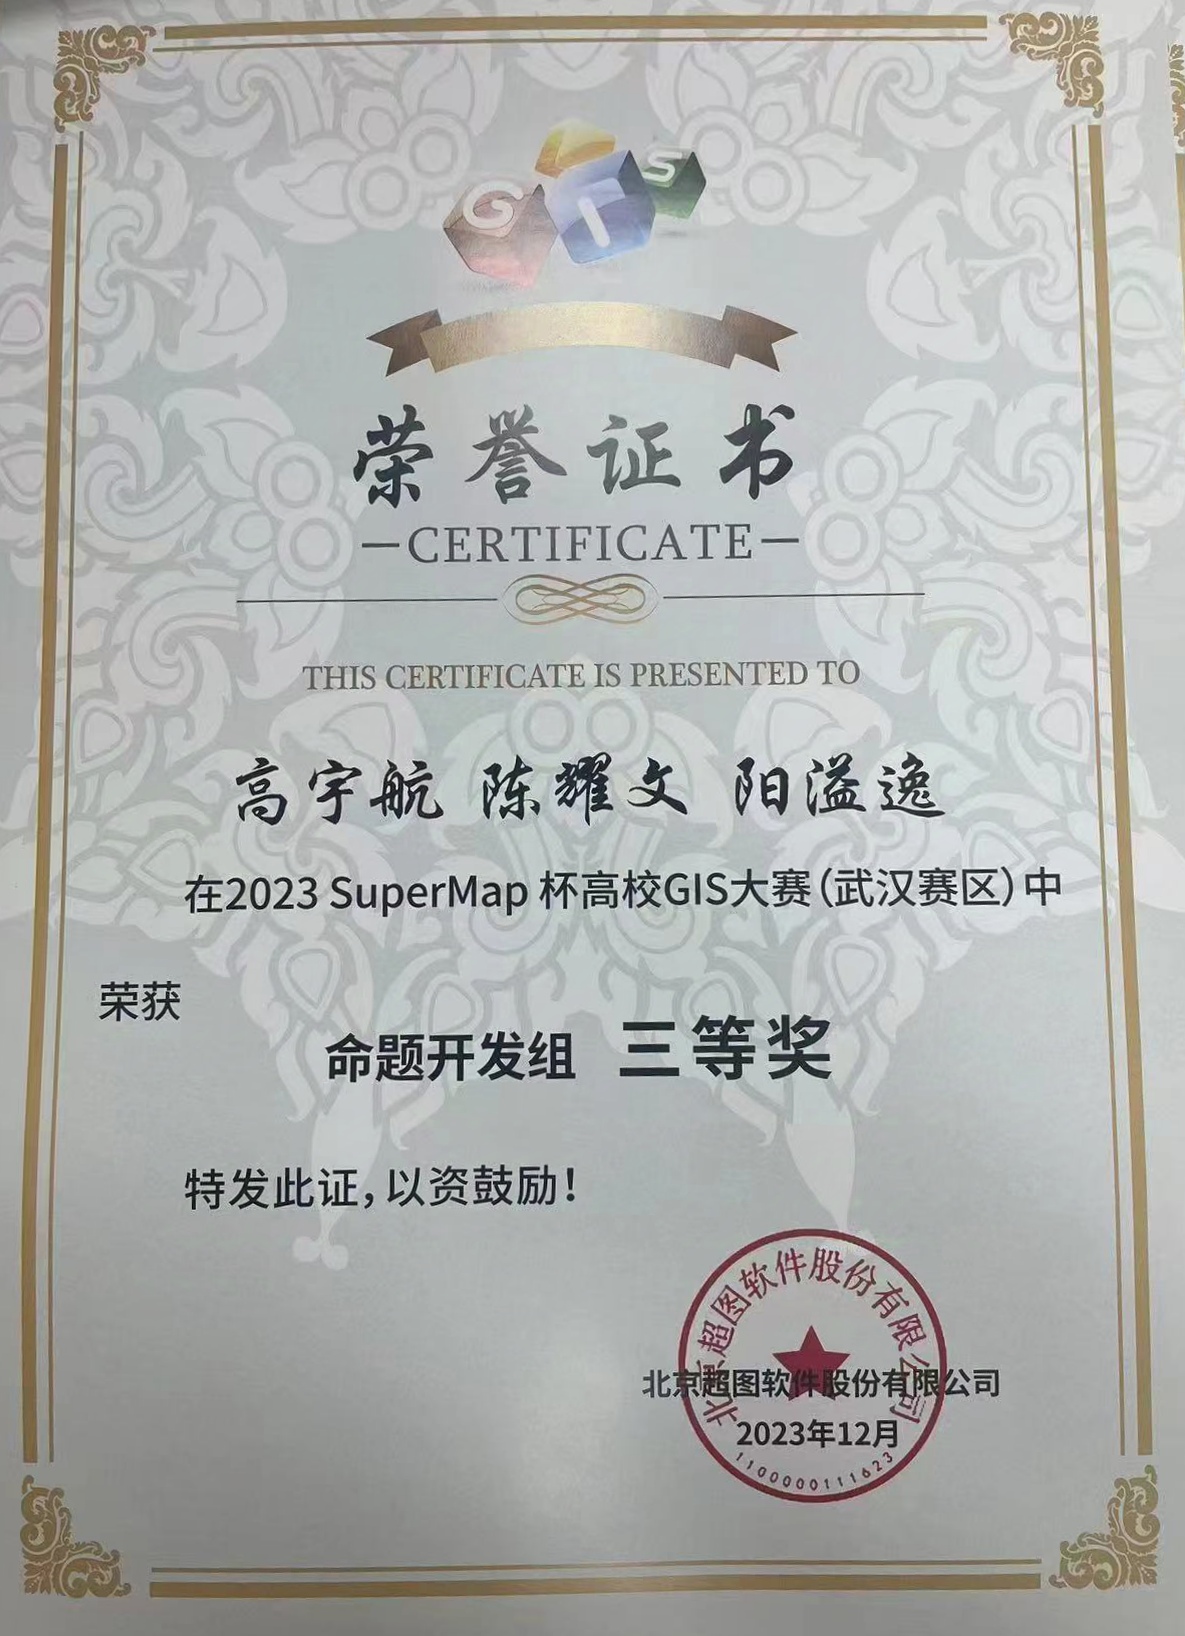 GIS
荣誉证书
—CERTIFICATE—
THIS CERTIFICATE IS PRESENTED TO
高宇航 陈耀文 阳溢逸
在2023 SuperMap 杯高校GIS大赛(武汉赛区)中
荣获
命题开发组 三等奖
特发此证,以资鼓励!
北京超图软件股份有限公司
北京超图软件股份有限公司
2023年12月
1100000111623